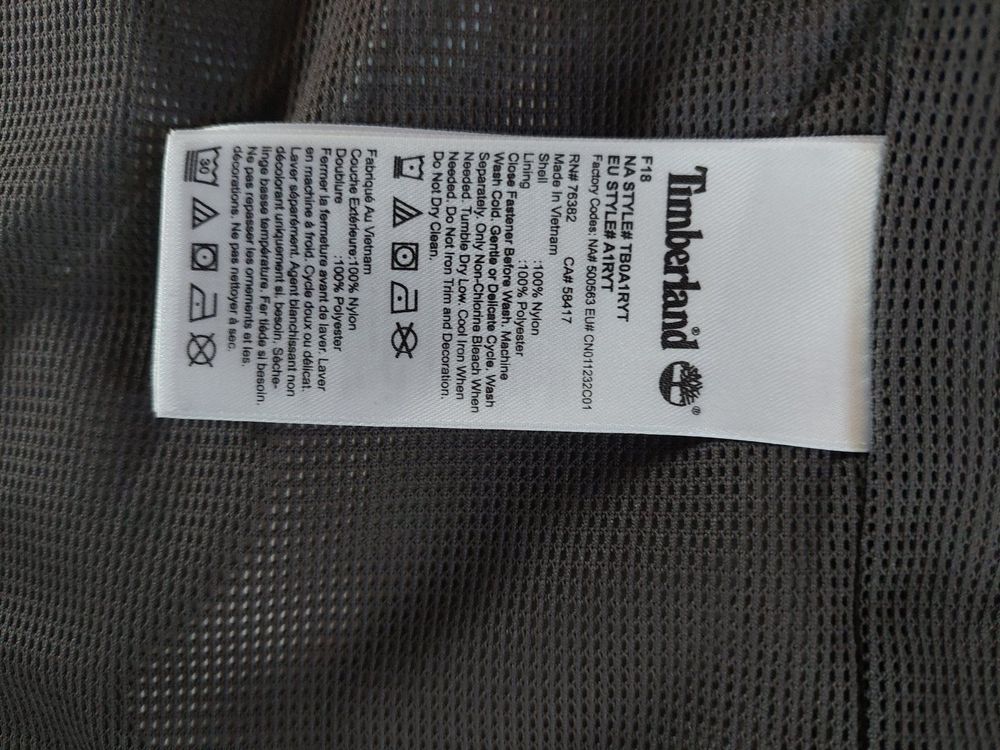 Timberland® ®
F18
NA STYLE# TB0A1RYT
EU STYLE# A1RYT
Factory Codes: NA# 500563 EU# CN011232C01
RN# 76382 CA# 58417
Made In Vietnam
Shell :100% Nylon
Lining :100% Polyester
Close Fastener Before Wash. Machine
Wash Cold. Gentle or Delicate Cycle. Wash
Separately. Only Non-Chlorine Bleach When
Needed. Tumble Dry Low. Cool Iron When
Needed. Do Not Iron Trim and Decoration.
Do Not Dry Clean.
Fabriqué Au Vietnam
Couche Extérieure:100% Nylon
Doublure :100% Polyester
Fermer la fermeture avant de laver. Laver
en machine à froid. Cycle doux ou délicat.
Laver séperément. Agent blanchissant non
décolorant uniquement si. besoin. Sèche-
linge basse température. Fer tiède si besoin.
Ne pas repasser les ornements et les.
décorations. Ne pas nettoyer à sec.
30